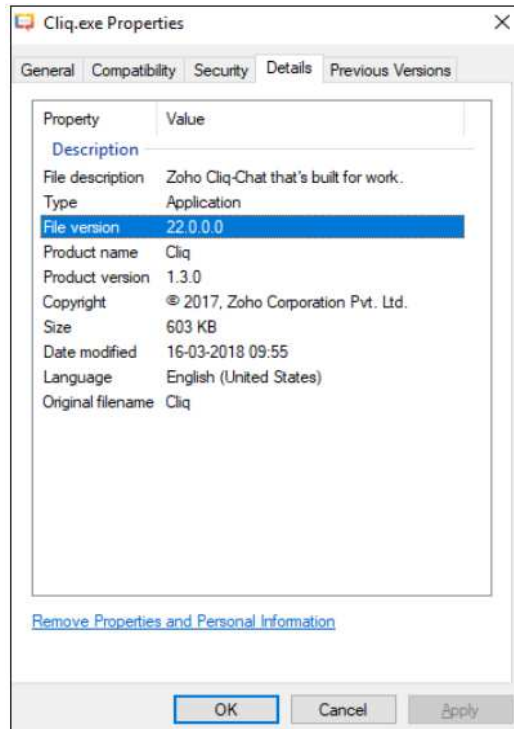 Cliq.exe Properties
General Compatibility Security Details Previous Versions
Property Value
Description
File description Zoho Cliq-Chat that's built for work.
Type Application
File version 22.0.0.0
Product name Cliq
Product version 1.3.0
Copyright © 2017, Zoho Corporation Pvt. Ltd.
Size 603 KB
Date modified 16-03-2018 09:55
Language English (United States)
Original filename Cliq
Remove Properties and Personal Information
OK Cancel Apply